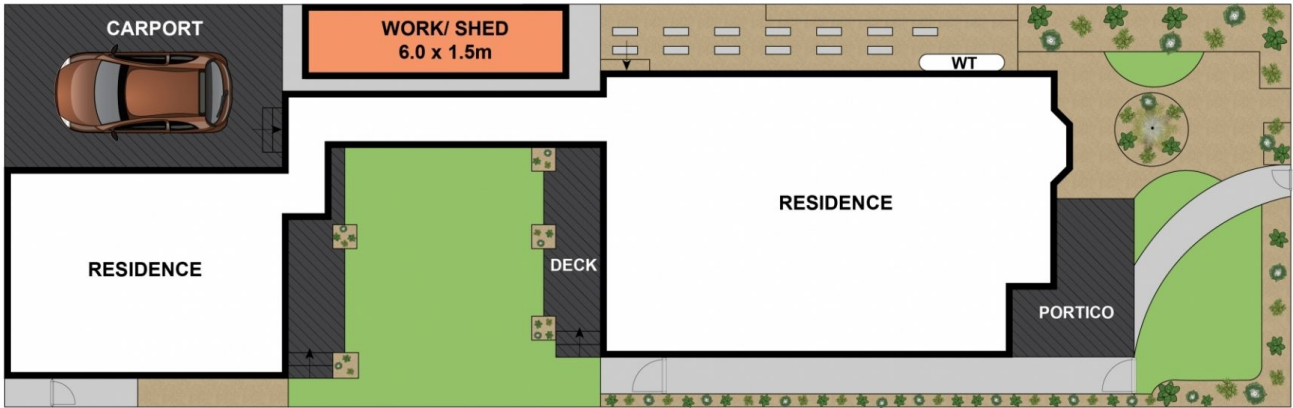 CARPORT
WORK/ SHED
6.0 x 1.5m
WT
RESIDENCE
RESIDENCE
DECK
PORTICO